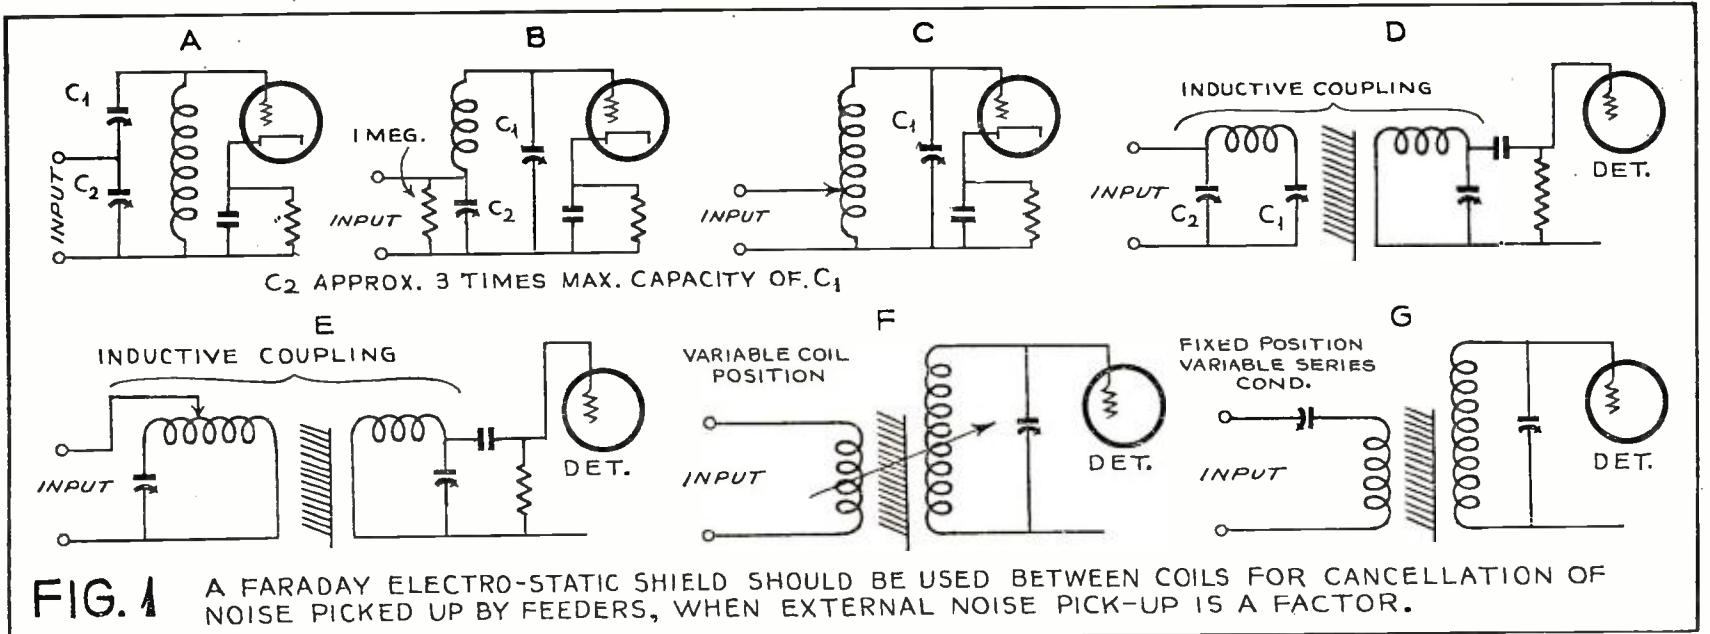 A
C1
C2
INPUT
B
1 MEG.
C1
INPUT
C2
C
C1
INPUT
D
INDUCTIVE COUPLING
INPUT
C2
C1
DET.
C2 APPROX. 3 TIMES MAX. CAPACITY OF. C1
E
INDUCTIVE COUPLING
INPUT
DET.
F
VARIABLE COIL
POSITION
INPUT
DET.
G
FIXED POSITION
VARIABLE SERIES
COND.
INPUT
DET.
FIG. 1
A FARADAY ELECTRO-STATIC SHIELD SHOULD BE USED BETWEEN COILS FOR CANCELLATION OF
NOISE PICKED UP BY FEEDERS, WHEN EXTERNAL NOISE PICK-UP IS A FACTOR.